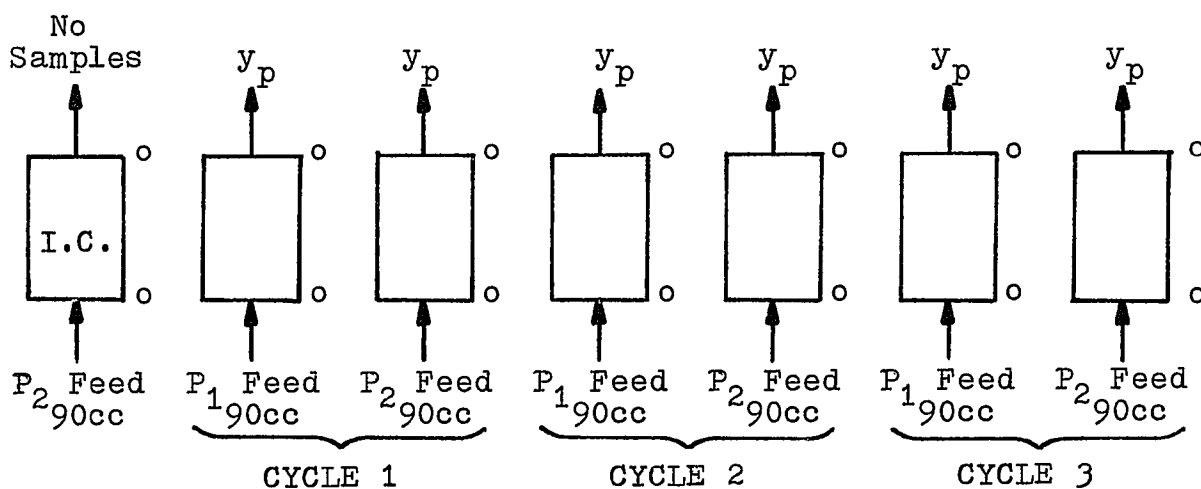 No
Samples
y_p y_p y_p y_p y_p y_p
o o o o o o o
I.C.
o o o o o o o
P_2 Feed P_1 Feed P_2 Feed P_1 Feed P_2 Feed P_1 Feed P_2 Feed
90cc 90cc 90cc 90cc 90cc 90cc 90cc
CYCLE 1 CYCLE 2 CYCLE 3